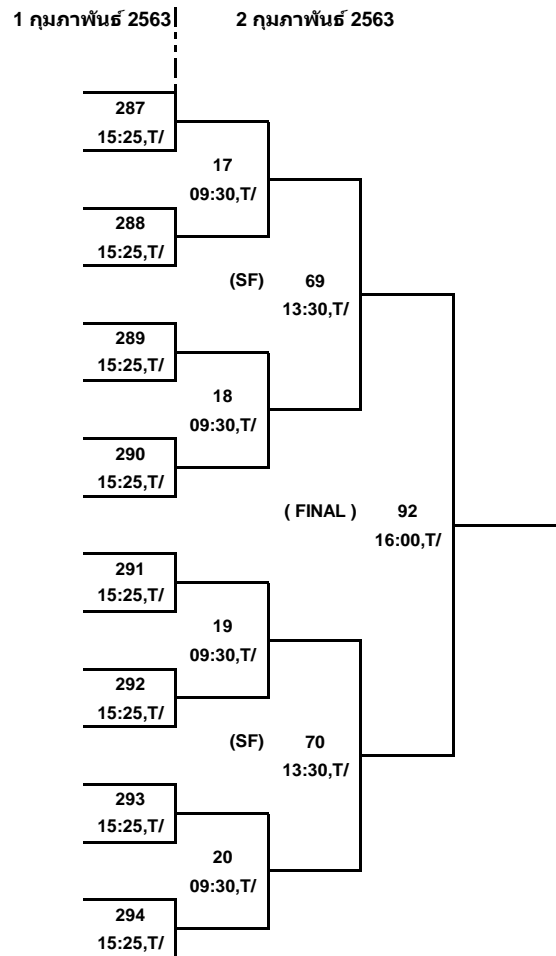 1 กุมภาพันธ์ 2563 2 กุมภาพันธ์ 2563
287
15:25,T/
17
09:30,T/
288
15:25,T/
(SF) 69
13:30,T/
289
15:25,T/
18
09:30,T/
290
15:25,T/
( FINAL ) 92
16:00,T/
291
15:25,T/
19
09:30,T/
292
15:25,T/
(SF) 70
13:30,T/
293
15:25,T/
20
09:30,T/
294
15:25,T/